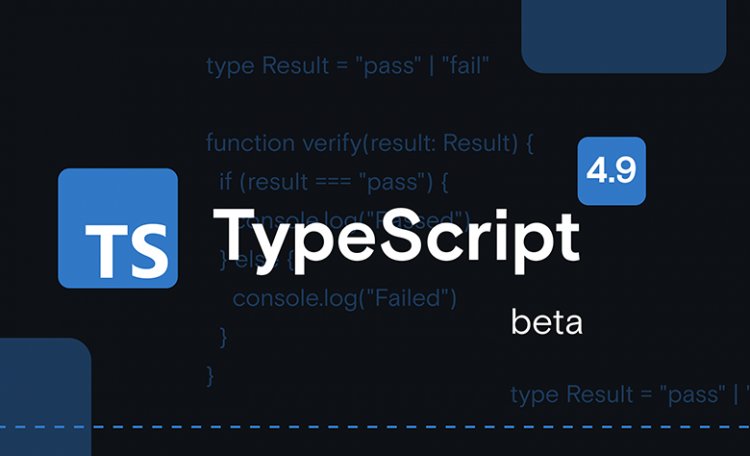 type Result = "pass" | "fail"
function verify(result: Result) {
if (result === "pass") {
console.log("Passed")
} else {
console.log("Failed")
}
}
TS
TypeScript
4.9
beta
type Result = "pass" | "